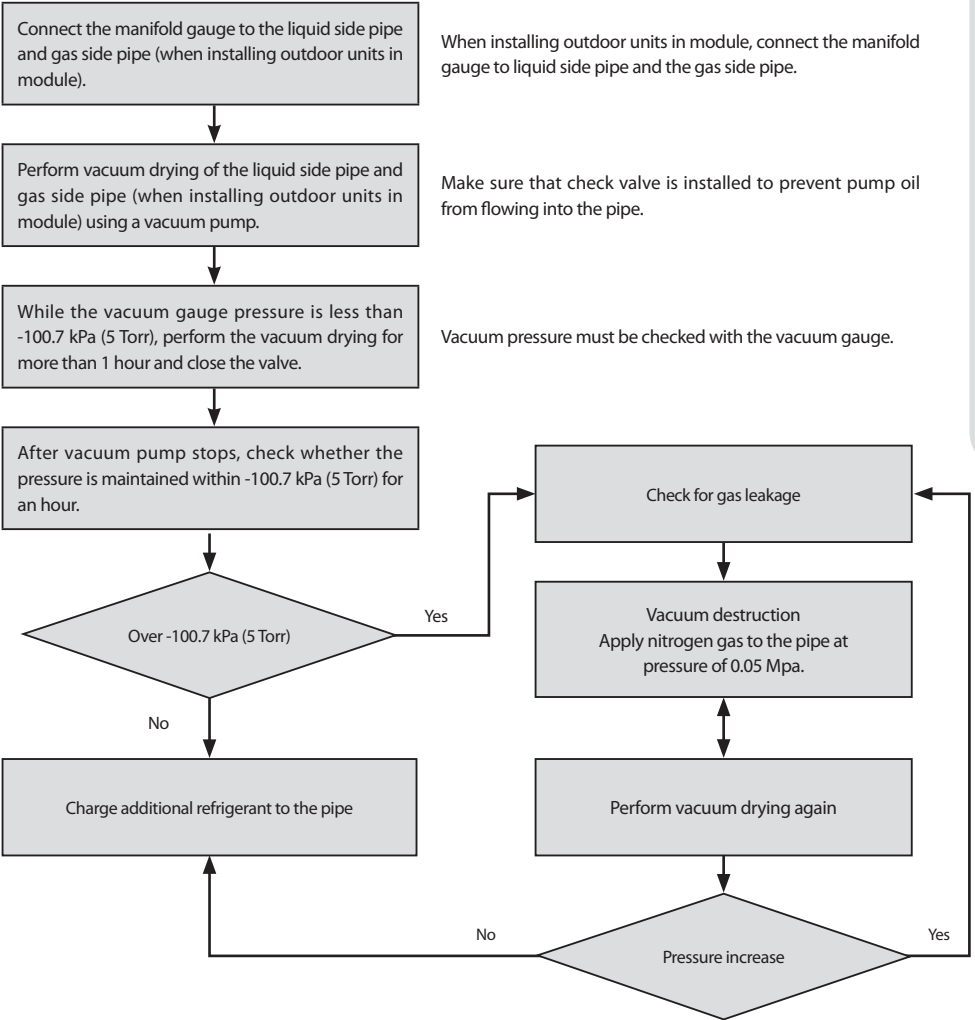 Connect the manifold gauge to the liquid side pipe
and gas side pipe (when installing outdoor units in
module).
When installing outdoor units in module, connect the manifold
gauge to liquid side pipe and the gas side pipe.
Perform vacuum drying of the liquid side pipe and
gas side pipe (when installing outdoor units in
module) using a vacuum pump.
Make sure that check valve is installed to prevent pump oil
from flowing into the pipe.
While the vacuum gauge pressure is less than
-100.7 kPa (5 Torr), perform the vacuum drying for
more than 1 hour and close the valve.
Vacuum pressure must be checked with the vacuum gauge.
After vacuum pump stops, check whether the
pressure is maintained within -100.7 kPa (5 Torr) for
an hour.
Check for gas leakage
Yes
Over -100.7 kPa (5 Torr)
Vacuum destruction
Apply nitrogen gas to the pipe at
pressure of 0.05 Mpa.
No
Charge additional refrigerant to the pipe
Perform vacuum drying again
No
Yes
Pressure increase